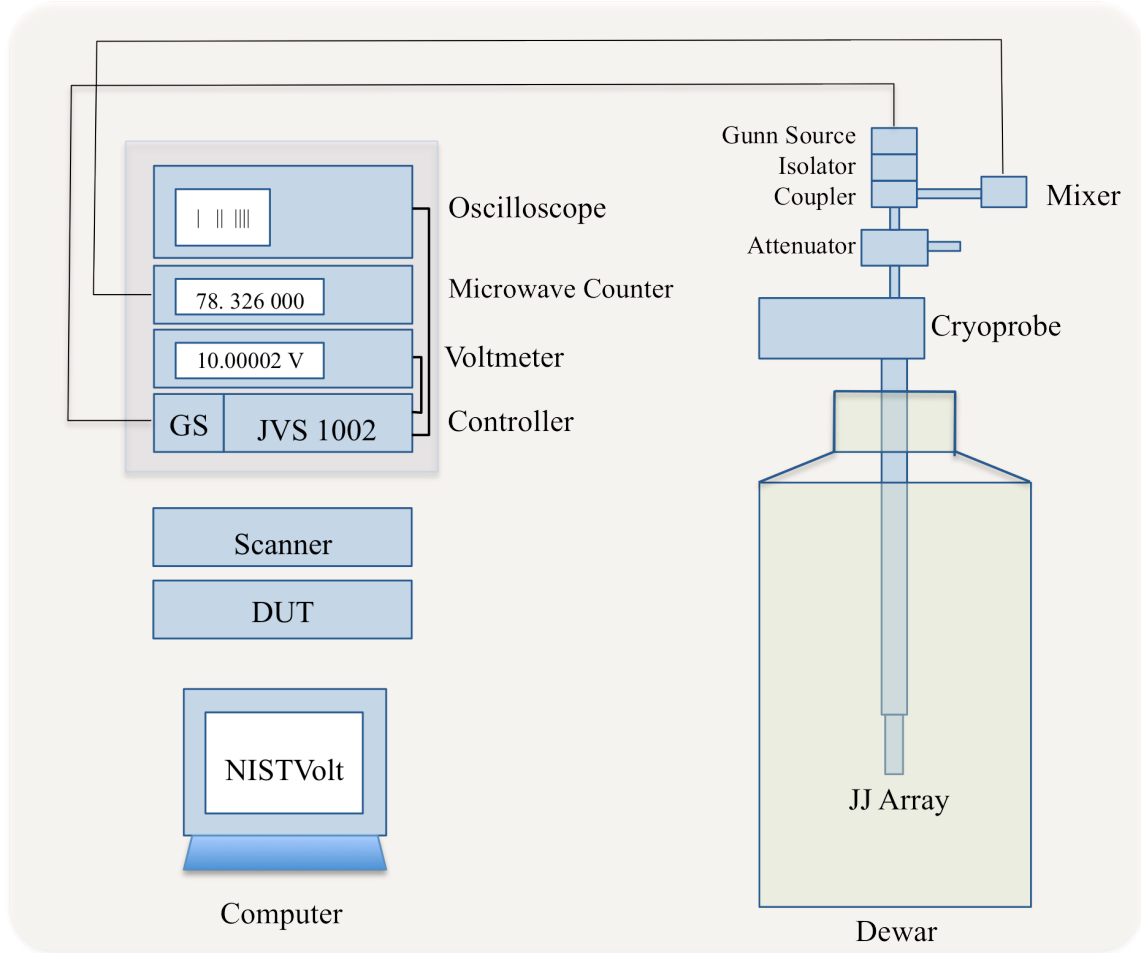 Gunn Source
Isolator
Coupler
Mixer
Attenuator
Cryoprobe
Oscilloscope
78. 326 000
Microwave Counter
10.00002 V
Voltmeter
GS
JVS 1002
Controller
Scanner
DUT
NISTVolt
Computer
JJ Array
Dewar